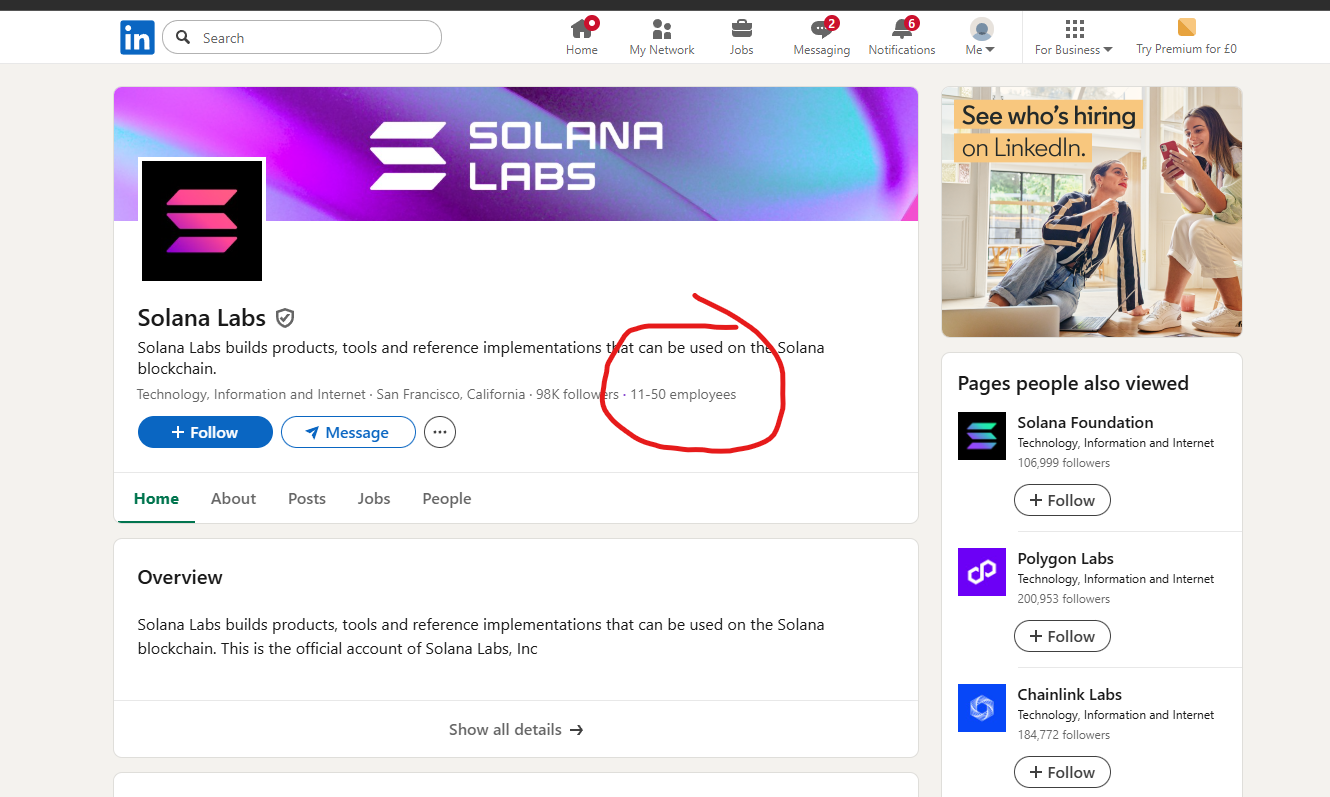 in
Search
Home
My Network
Jobs
2
Messaging
6
Notifications
Me
For Business
Try Premium for £0
SOLANA
LABS
Solana Labs
Solana Labs builds products, tools and reference implementations that can be used on the Solana
blockchain.
Technology, Information and Internet · San Francisco, California · 98K followers · 11-50 employees
+ Follow
Message
Home
About
Posts
Jobs
People
Overview
Solana Labs builds products, tools and reference implementations that can be used on the Solana
blockchain. This is the official account of Solana Labs, Inc
Show all details →
See who's hiring
on LinkedIn.
Pages people also viewed
Solana Foundation
Technology, Information and Internet
106,999 followers
+ Follow
Polygon Labs
Technology, Information and Internet
200,953 followers
+ Follow
Chainlink Labs
Technology, Information and Internet
184,772 followers
+ Follow